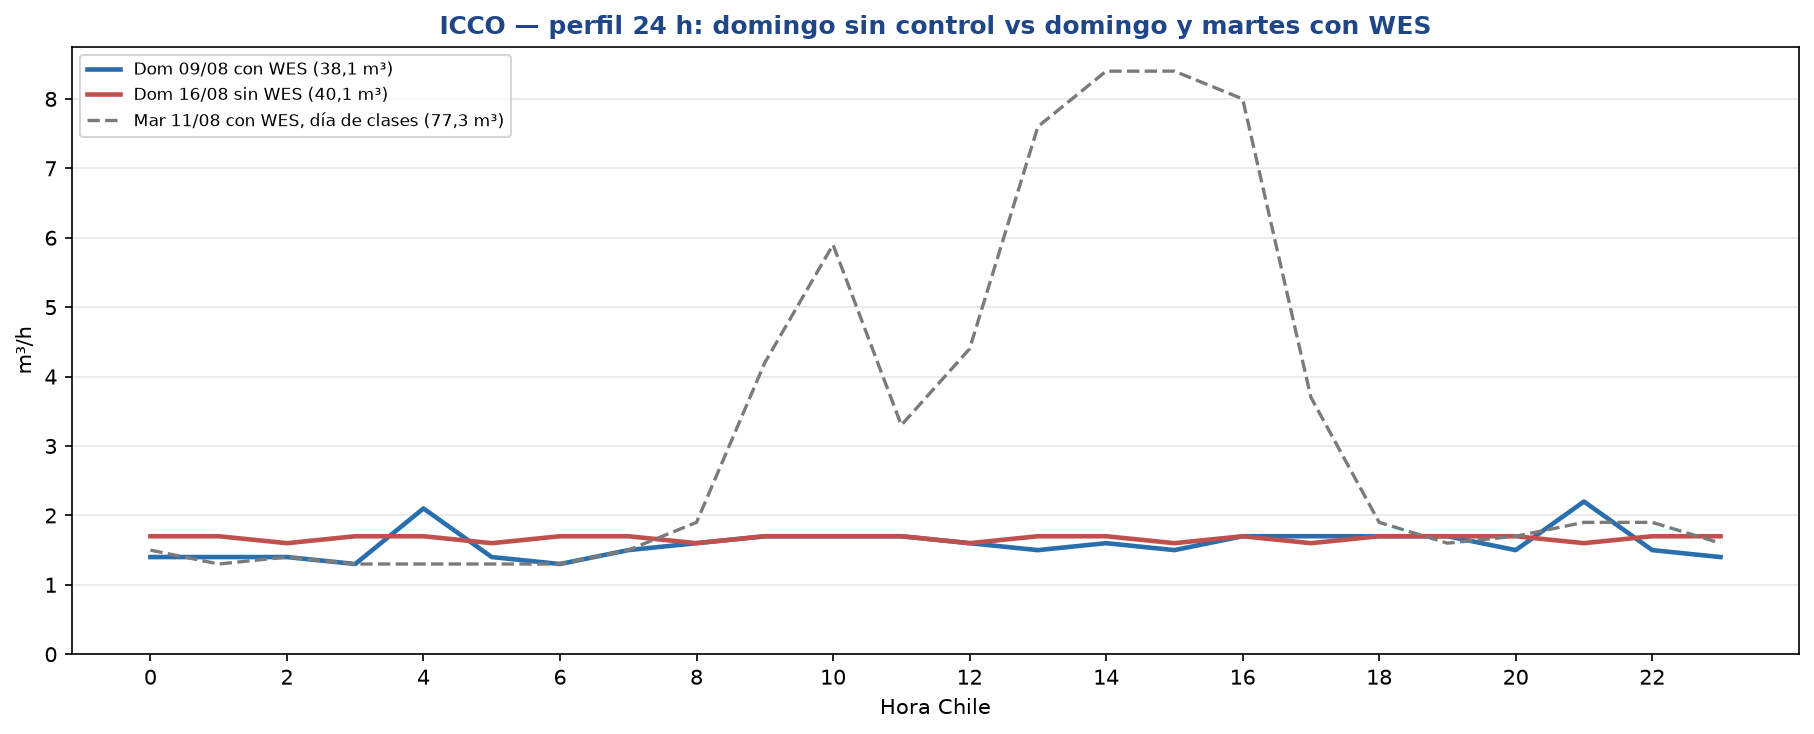 ICCO — perfil 24 h: domingo sin control vs domingo y martes con WES
Dom 09/08 con WES (38,1 m³)
Dom 16/08 sin WES (40,1 m³)
Mar 11/08 con WES, día de clases (77,3 m³)
m³/h
8
7
6
5
4
3
2
1
0
0 2 4 6 8 10 12 14 16 18 20 22
Hora Chile